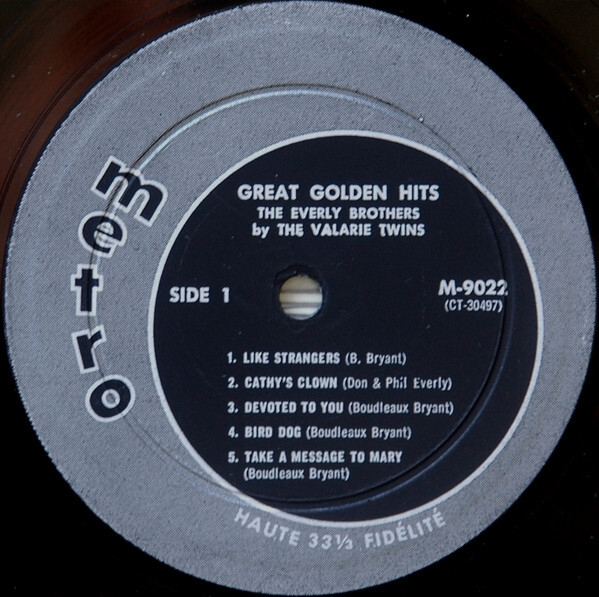 metro
GREAT GOLDEN HITS
THE EVERLY BROTHERS
by THE VALARIE TWINS
SIDE 1
M-9022
(CT-30497)
1. LIKE STRANGERS (B. Bryant)
2. CATHY'S CLOWN (Don & Phil Everly)
3. DEVOTED TO YOU (Boudleaux Bryant)
4. BIRD DOG (Boudleaux Bryant)
5. TAKE A MESSAGE TO MARY
(Boudleaux Bryant)
HAUTE 33⅓ FIDÉLITÉ